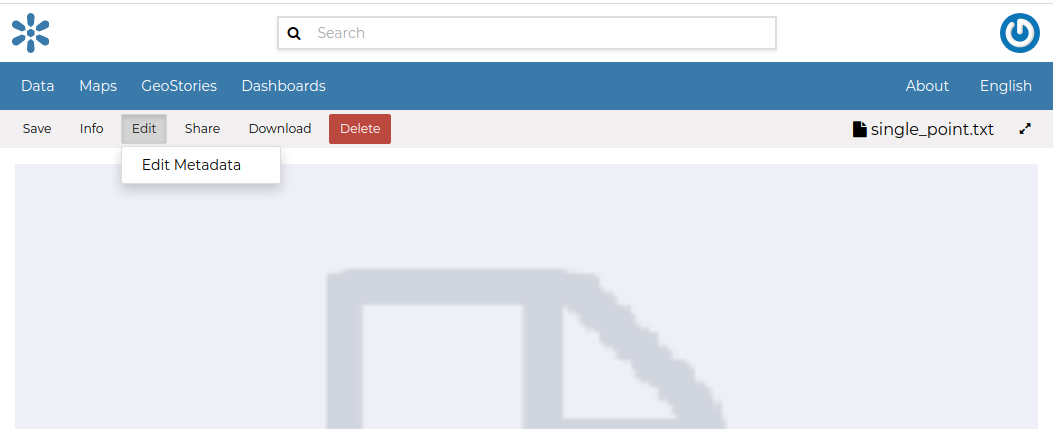 Search
Data Maps GeoStories Dashboards About English
Save Info Edit Share Download Delete single_point.txt
Edit Metadata